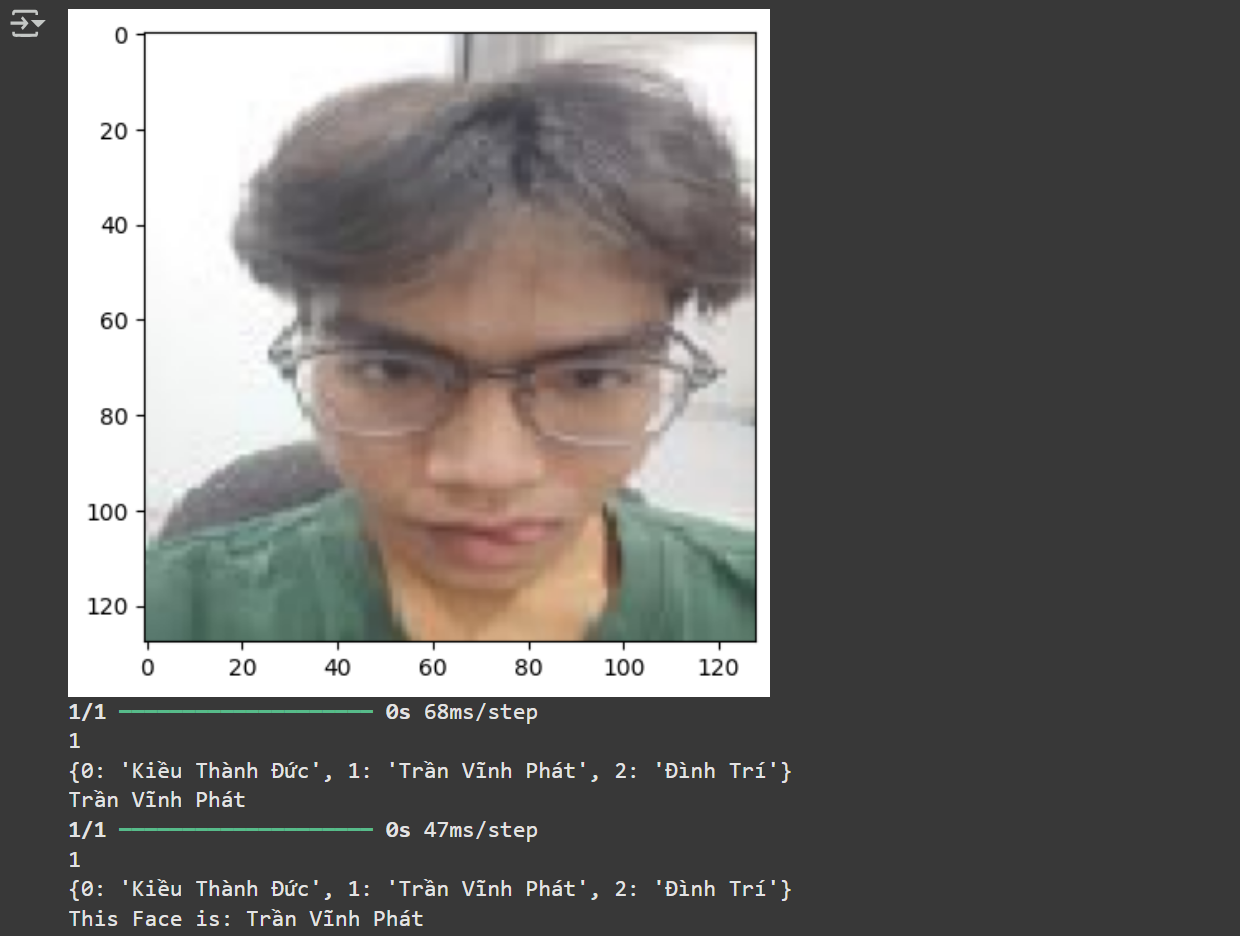 0
20
40
60
80
100
120
0 20 40 60 80 100 120
1/1 ━━━━━━━━━━━━━━━━━━━━ 0s 68ms/step
1
{0: 'Kiều Thành Đức', 1: 'Trần Vĩnh Phát', 2: 'Đình Trí'}
Trần Vĩnh Phát
1/1 ━━━━━━━━━━━━━━━━━━━━ 0s 47ms/step
1
{0: 'Kiều Thành Đức', 1: 'Trần Vĩnh Phát', 2: 'Đình Trí'}
This Face is: Trần Vĩnh Phát